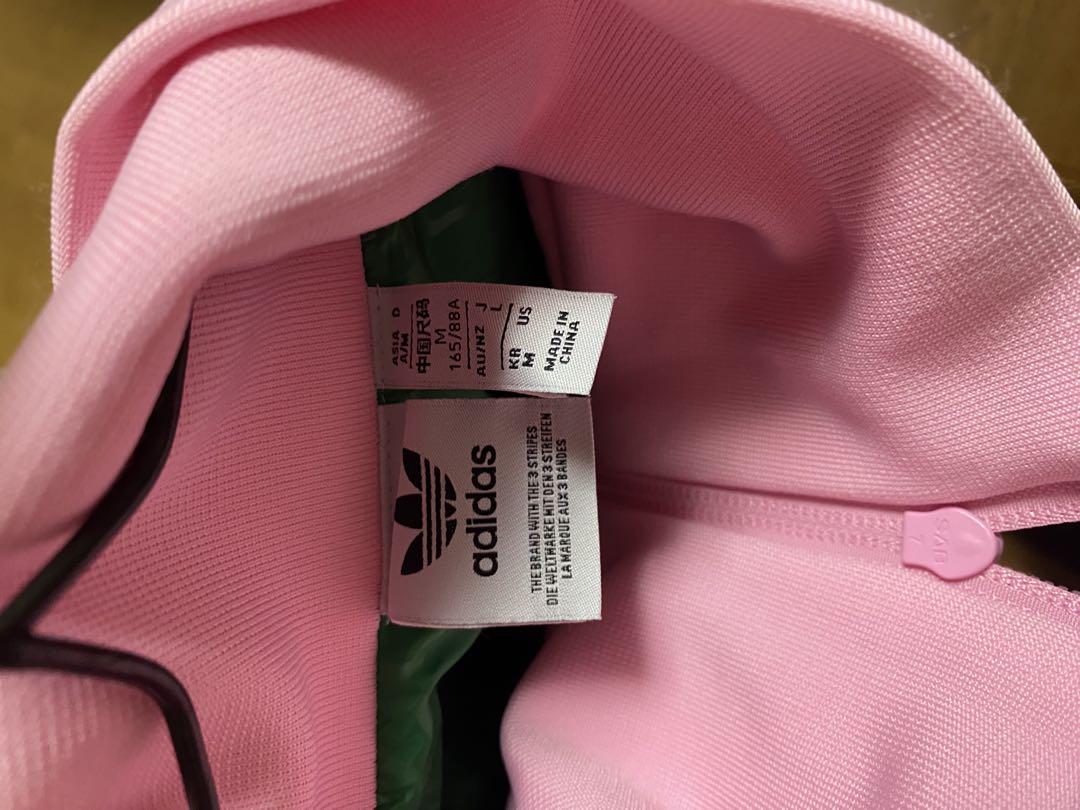 adidas
THE BRAND WITH THE 3 STRIPES
DIE WELTMARKE MIT DEN 3 STREIFEN
LA MARQUE AUX 3 BANDES
ASIA D
A/M
中国尺码
M
165/88A
AU/NZ J
L
KR US
M
MADE IN
CHINA
SAB